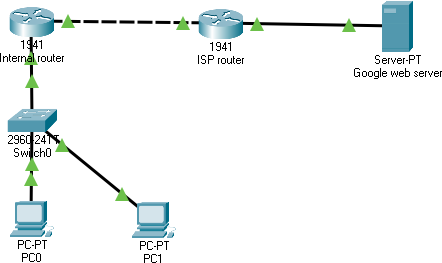 1941
Internal router
1941
ISP router
Server-PT
Google web server
2960-24TT
Switch0
PC-PT
PC0
PC-PT
PC1